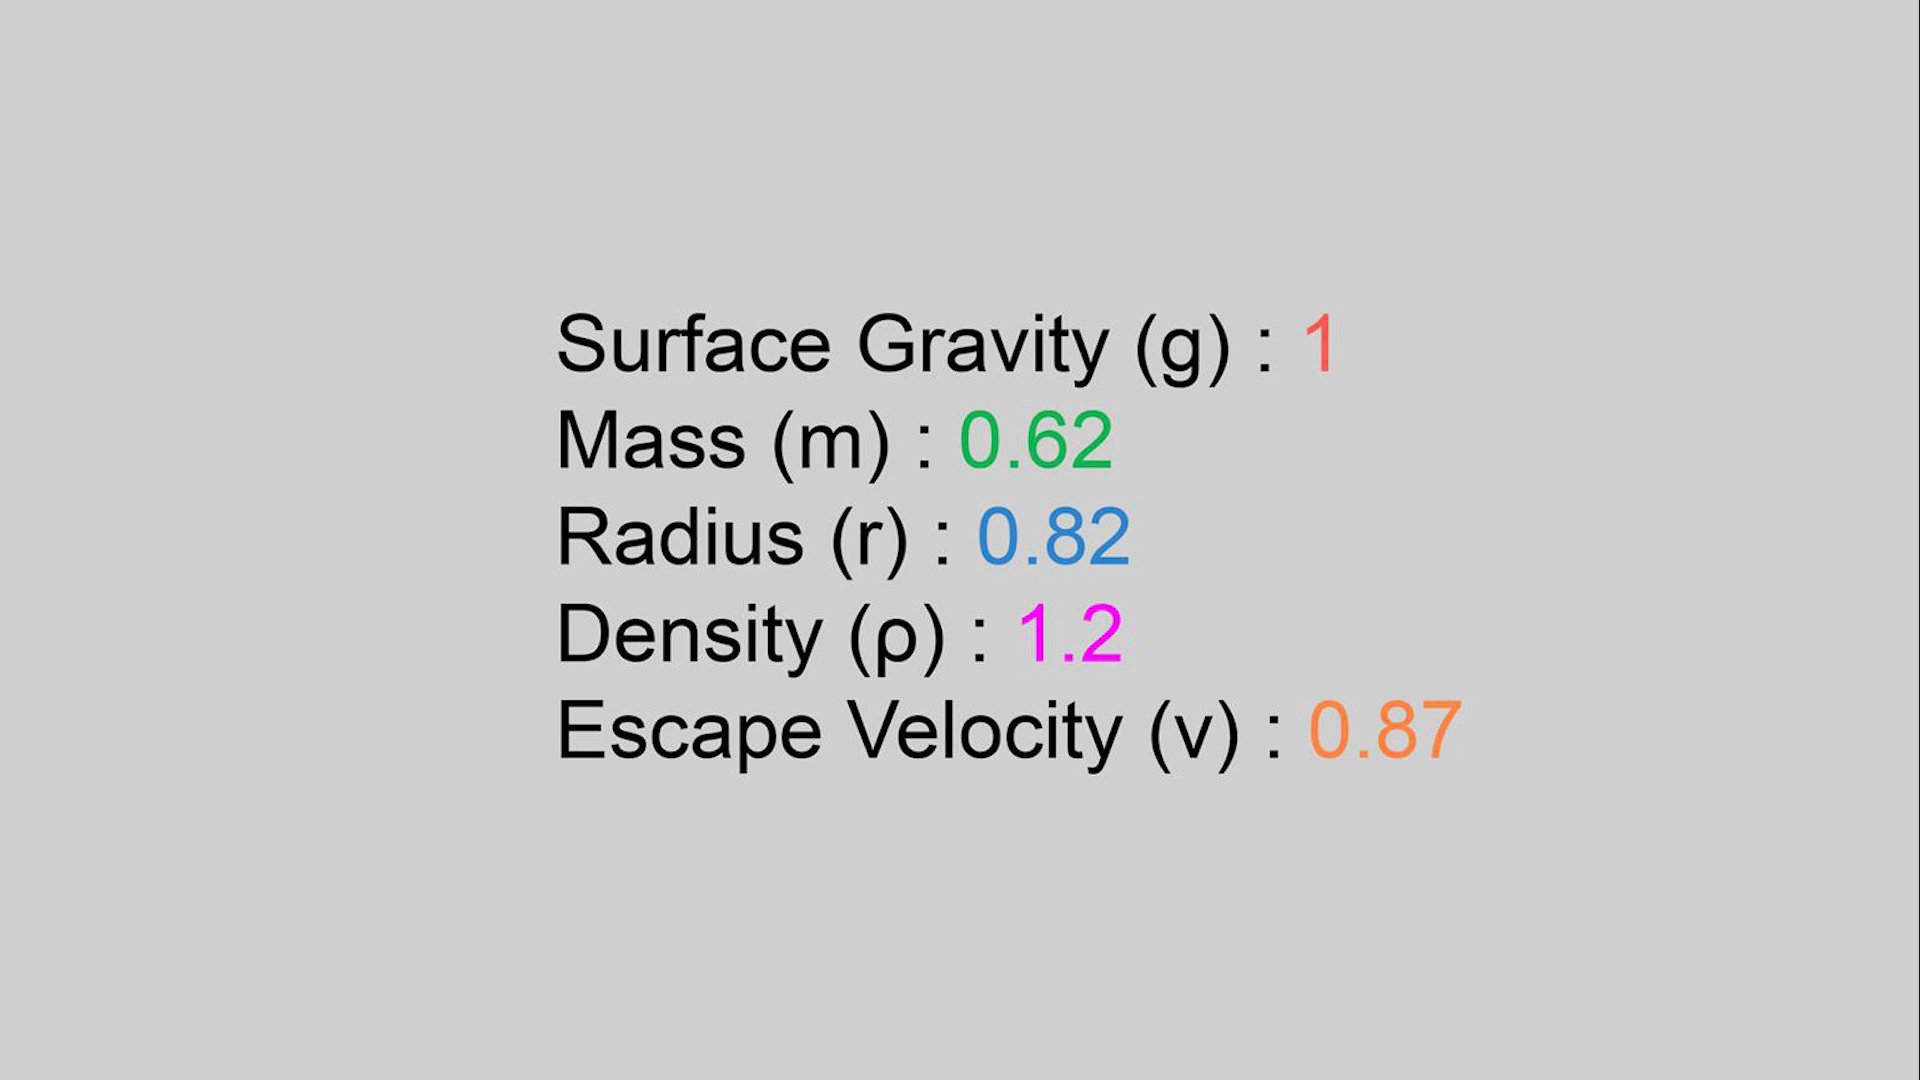 Surface Gravity (g) : 1
Mass (m) : 0.62
Radius (r) : 0.82
Density (ρ) : 1.2
Escape Velocity (v) : 0.87